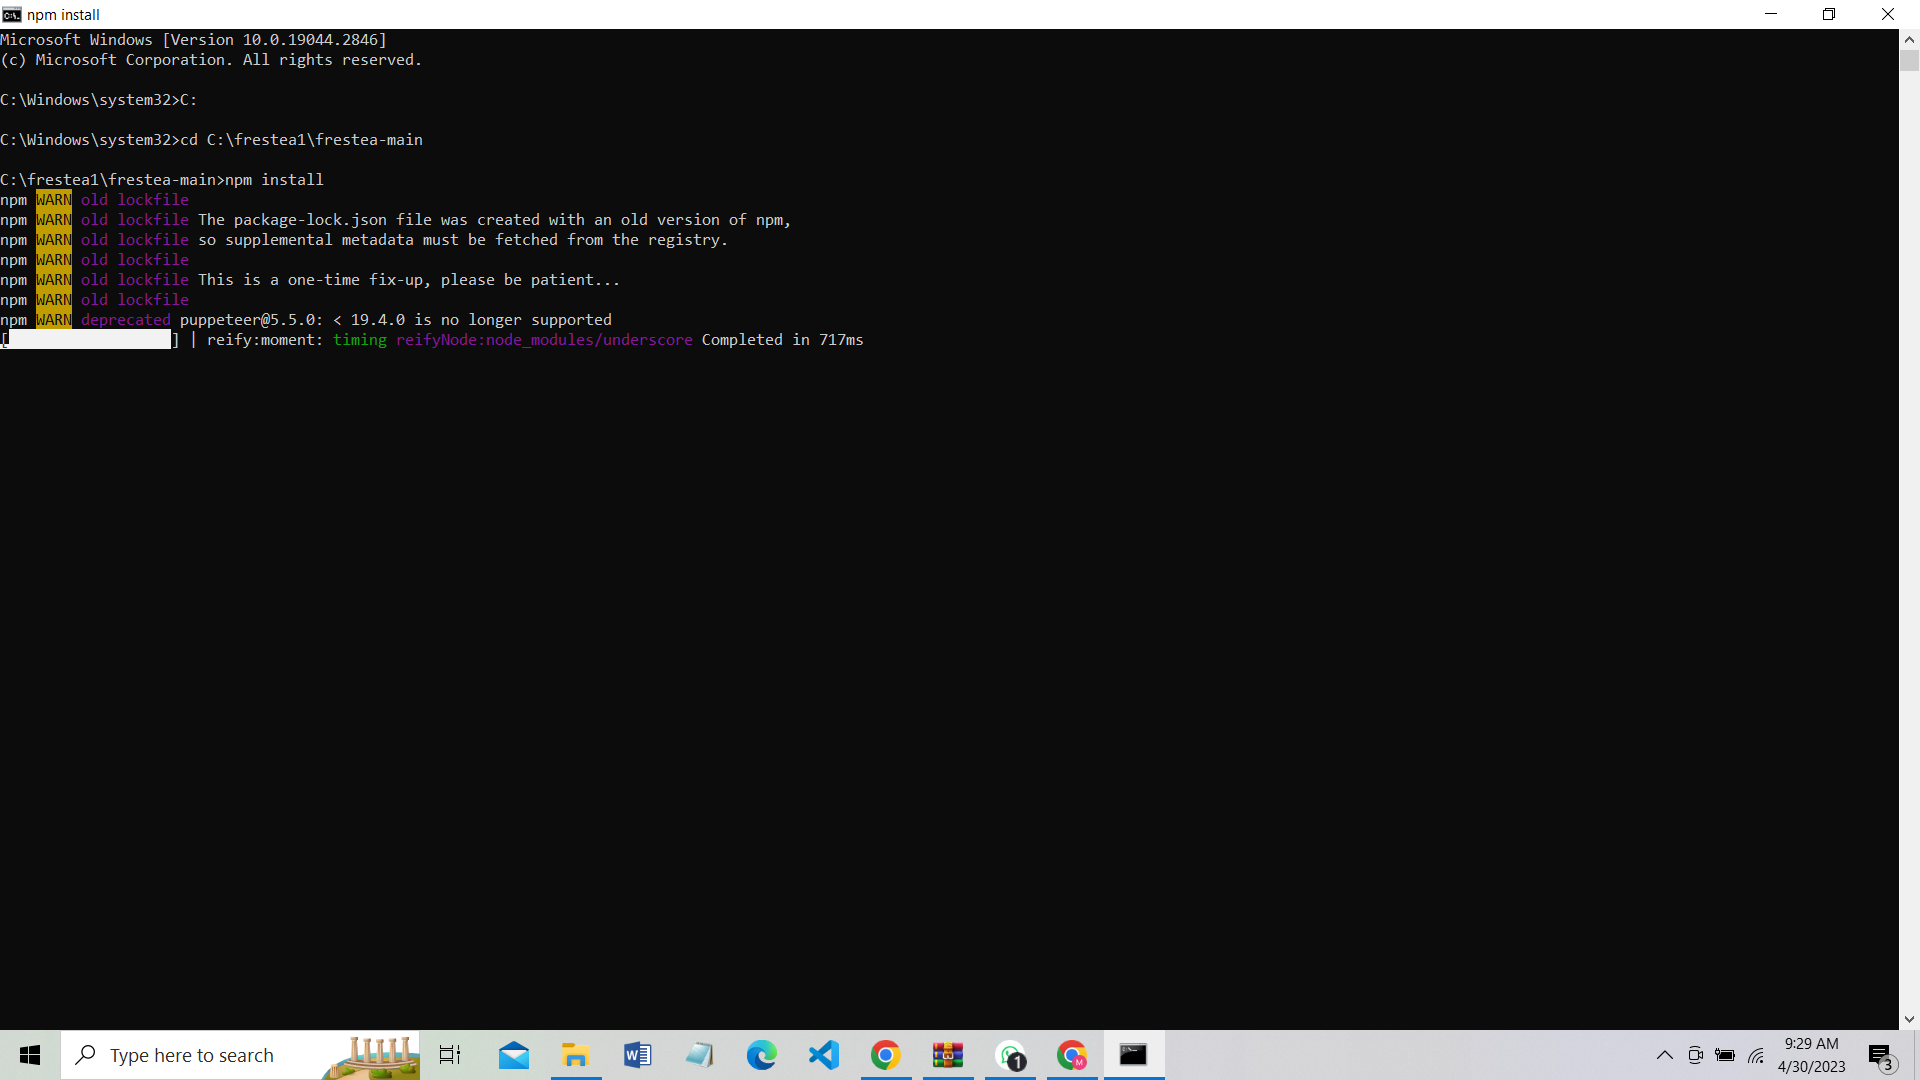 npm install
Microsoft Windows [Version 10.0.19044.2846]
(c) Microsoft Corporation. All rights reserved.
C:\Windows\system32>C:
C:\Windows\system32>cd C:\frestea1\frestea-main
C:\frestea1\frestea-main>npm install
npm WARN old lockfile
npm WARN old lockfile The package-lock.json file was created with an old version of npm,
npm WARN old lockfile so supplemental metadata must be fetched from the registry.
npm WARN old lockfile
npm WARN old lockfile This is a one-time fix-up, please be patient...
npm WARN old lockfile
npm WARN deprecated puppeteer@5.5.0: < 19.4.0 is no longer supported
[ ] | reify:moment: timing reifyNode:node_modules/underscore Completed in 717ms
Type here to search
1
M
9:29 AM
4/30/2023
3